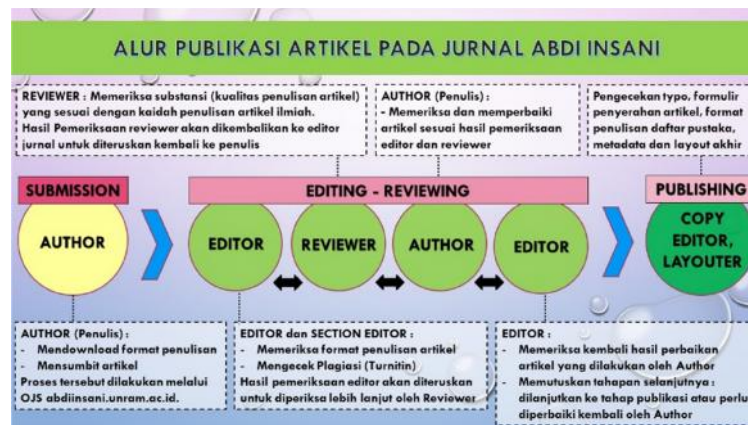 ALUR PUBLIKASI ARTIKEL PADA JURNAL ABDI INSANI
REVIEWER : Memeriksa substansi (kualitas penulisan artikel)
yang sesuai dengan kaidah penulisan artikel ilmiah.
Hasil Pemeriksaan reviewer akan dikembalikan ke editor
jurnal untuk diteruskan kembali ke penulis
AUTHOR (Penulis) :
- Memeriksa dan memperbaiki
artikel sesuai hasil pemeriksaan
editor dan reviewer
Pengecekan typo, formulir
penyerahan artikel, format
penulisan daftar pustaka,
metadata dan layout akhir
SUBMISSION
EDITING - REVIEWING
PUBLISHING
AUTHOR
EDITOR
REVIEWER
AUTHOR
EDITOR
COPY
EDITOR,
LAYOUTER
AUTHOR (Penulis) :
- Mendownload format penulisan
- Mensumbit artikel
Proses tersebut dilakukan melalui
OJS abdiinsani.unram.ac.id.
EDITOR dan SECTION EDITOR :
- Memeriksa format penulisan artikel
- Mengecek Plagiasi (Turnitin)
Hasil pemeriksaan editor akan diteruskan
untuk diperiksa lebih lanjut oleh Reviewer
EDITOR :
- Memeriksa kembali hasil perbaikan
artikel yang dilakukan oleh Author
- Memutuskan tahapan selanjutnya :
dilanjutkan ke tahap publikasi atau perlu
diperbaiki kembali oleh Author